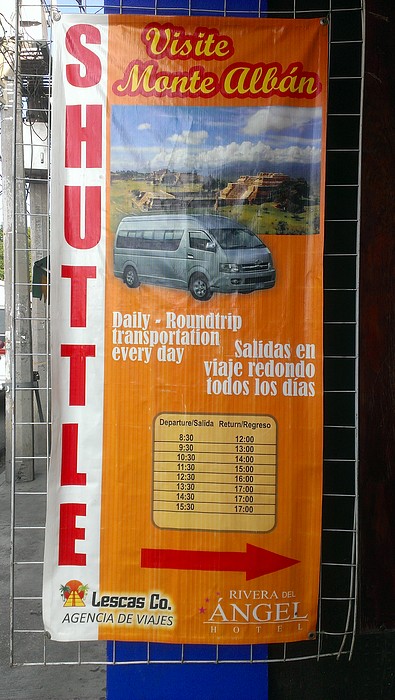 SHUTTLE
Visite
Monte Albán
Daily - Roundtrip
transportation
every day
Salidas en
viaje redondo
todos los días
Departure/Salida Return/Regreso
8:30 12:00
9:30 13:00
10:30 14:00
11:30 15:00
12:30 16:00
13:30 17:00
14:30 17:00
15:30 17:00
Lescas Co.
AGENCIA DE VIAJES
RIVERA DEL
ÁNGEL
HOTEL